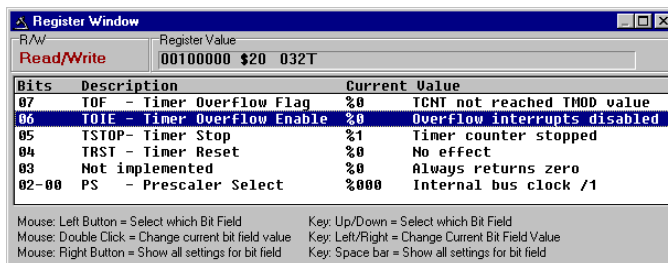 Register Window
R/W Register Value
Read/Write 00100000 $20 032T
Bits Description Current Value
07 TOF - Timer Overflow Flag %0 TCNT not reached TMOD value
06 TOIE - Timer Overflow Enable %0 Overflow interrupts disabled
05 TSTOP- Timer Stop %1 Timer counter stopped
04 TRST - Timer Reset %0 No effect
03 Not implemented %0 Always returns zero
02-00 PS - Prescaler Select %000 Internal bus clock /1
Mouse: Left Button = Select which Bit Field Key: Up/Down = Select which Bit Field
Mouse: Double Click = Change current bit field value Key: Left/Right = Change Current Bit Field Value
Mouse: Right Button = Show all settings for bit field Key: Space bar = Show all settings for bit field